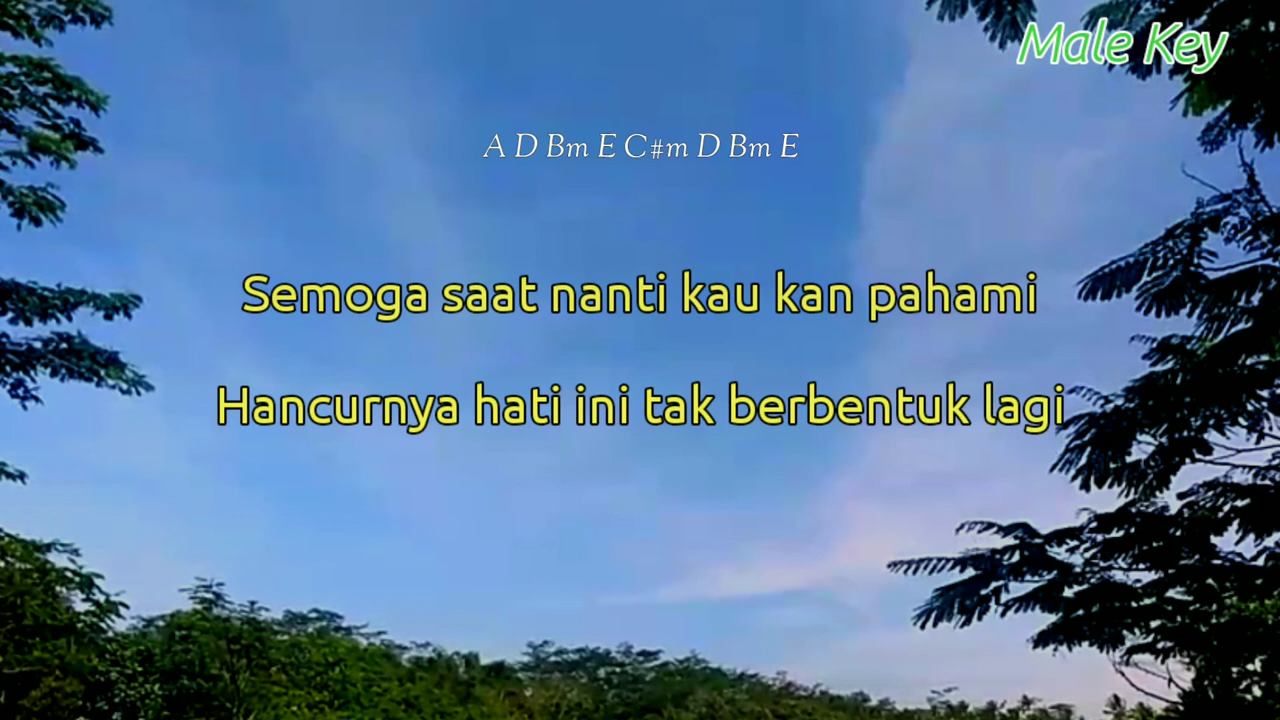 Male Key
A D Bm E C#m D Bm E
Semoga saat nanti kau kan pahami
Hancurnya hati ini tak berbentuk lagi